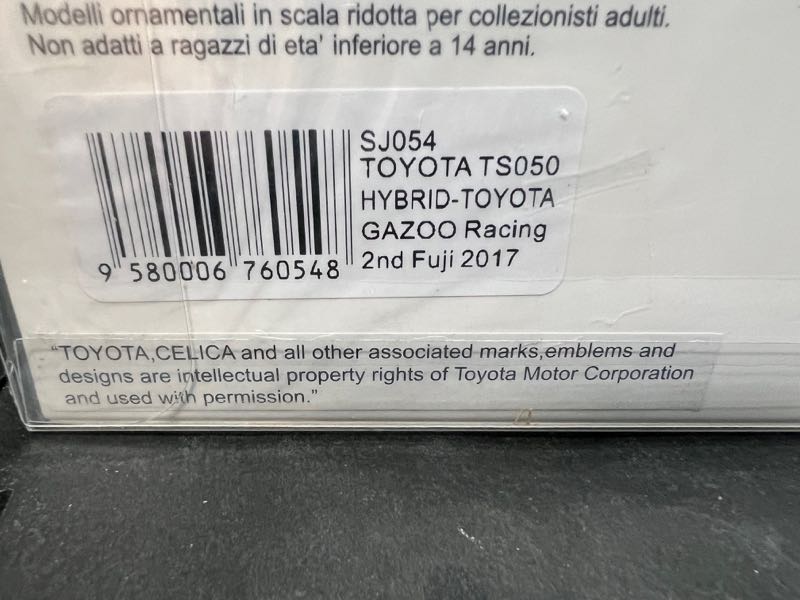 Modelli ornamentali in scala ridotta per collezionisti adulti.
Non adatti a ragazzi di eta' inferiore a 14 anni.
SJ054
TOYOTA TS050
HYBRID-TOYOTA
GAZOO Racing
2nd Fuji 2017
9 580006 760548
"TOYOTA,CELICA and all other associated marks,emblems and
designs are intellectual property rights of Toyota Motor Corporation
and used with permission."